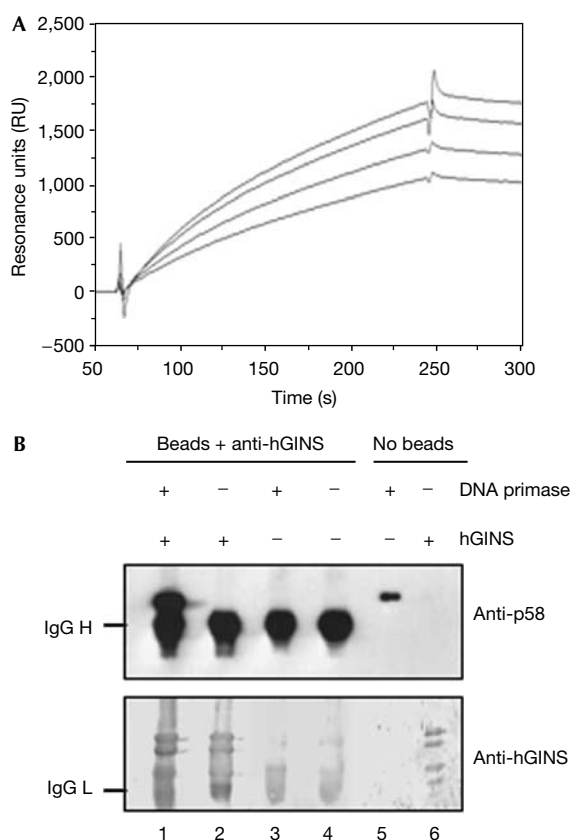 A
2,500
2,000
1,500
1,000
500
0
−500
Resonance units (RU)
50 100 150 200 250 300
Time (s)
B
Beads + anti-hGINS No beads
+ − + − + − DNA primase
+ + − − − + hGINS
IgG H
Anti-p58
IgG L
Anti-hGINS
1 2 3 4 5 6